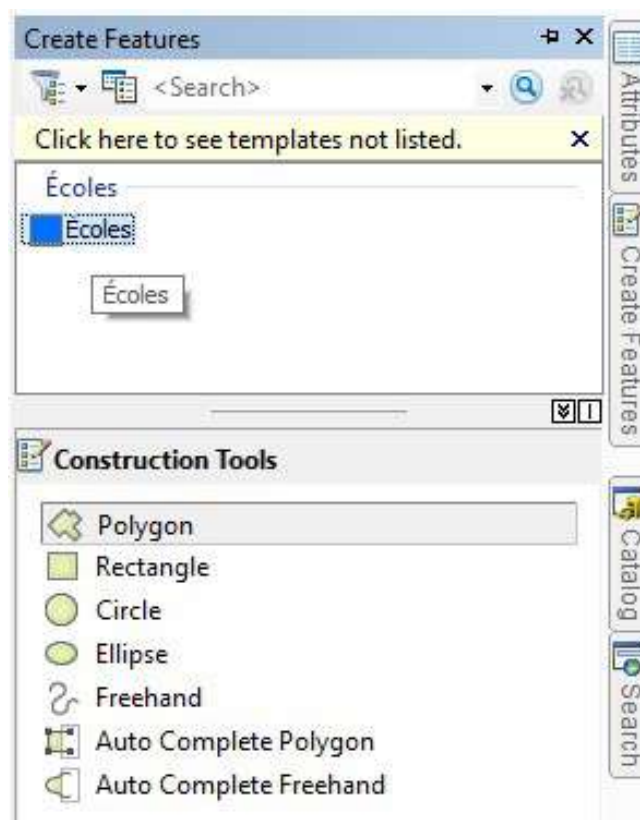 Create Features
<Search>
Click here to see templates not listed.
Écoles
Écoles
Écoles
Construction Tools
Polygon
Rectangle
Circle
Ellipse
Freehand
Auto Complete Polygon
Auto Complete Freehand
Attributes
Create Features
Catalog
Search